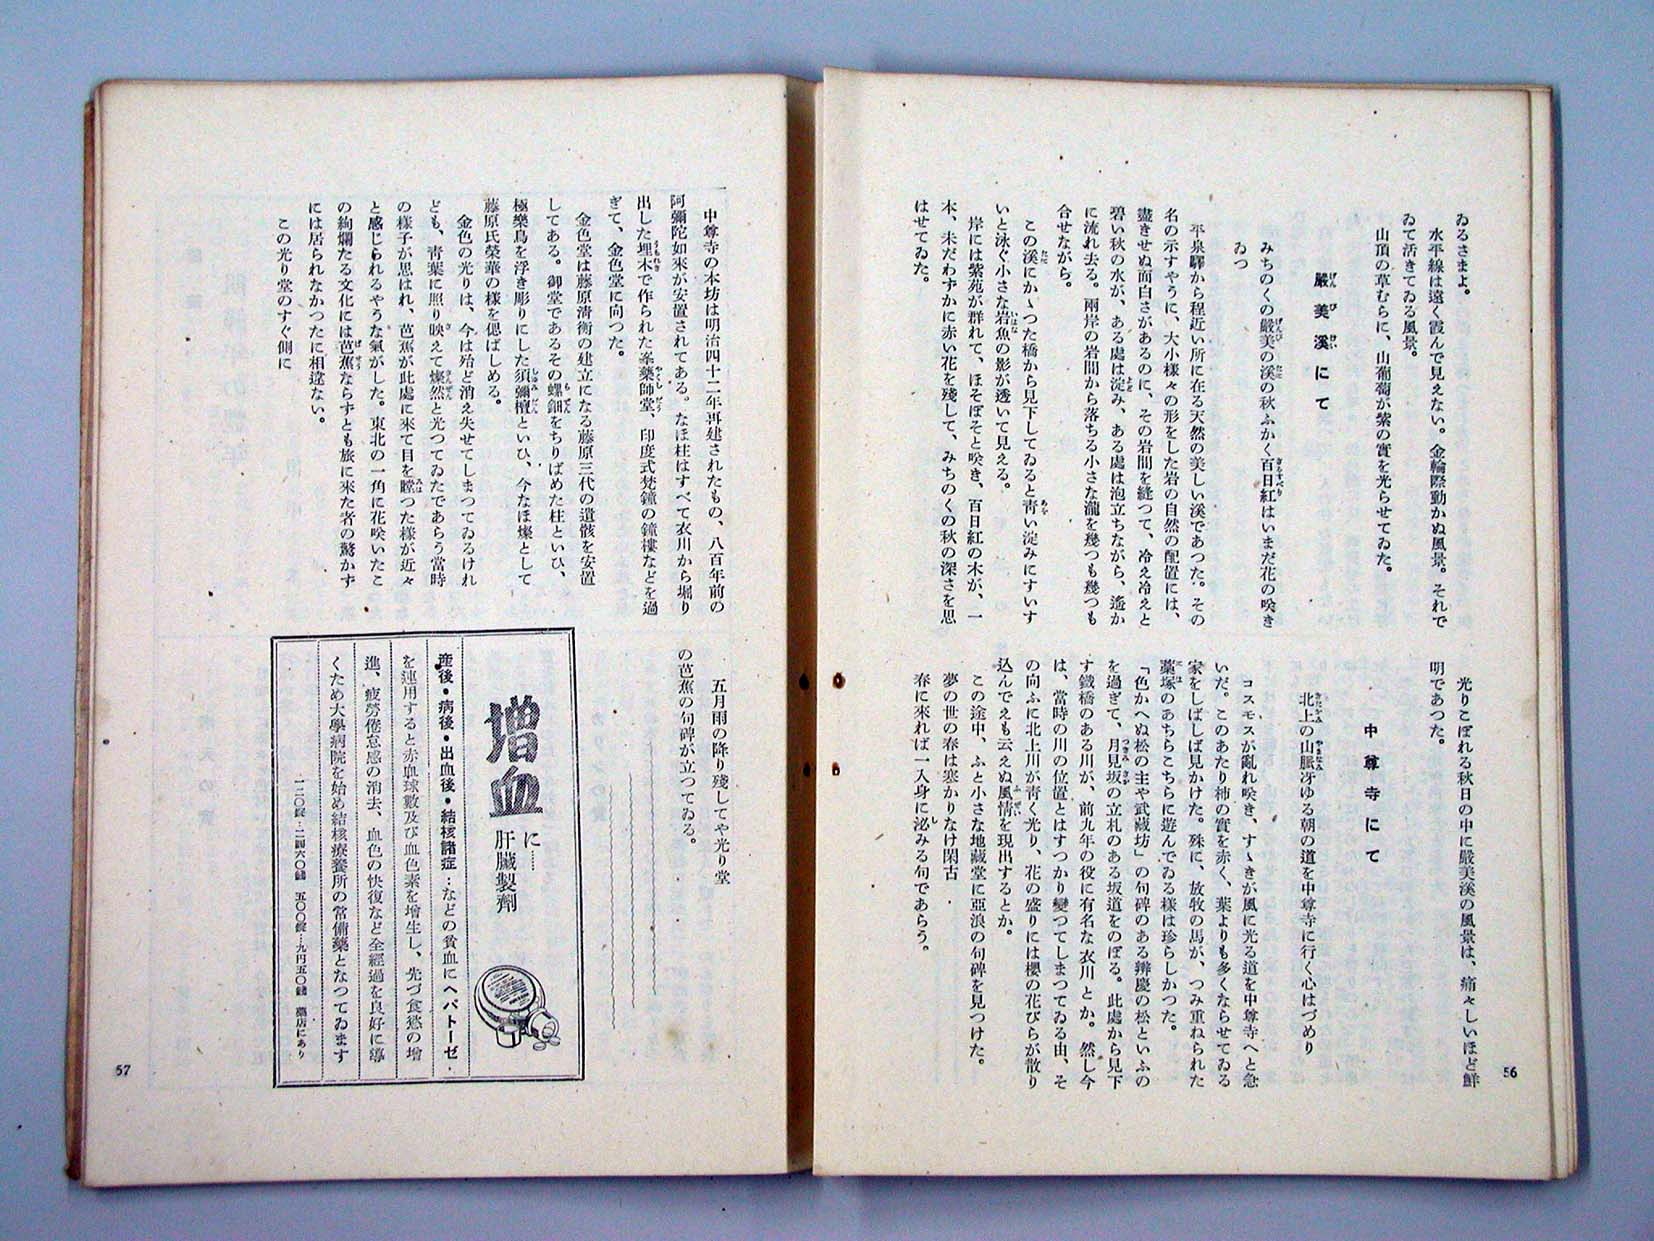 ゐるさまよ。
水平線は遠く霞んで見えない。金輪際動かぬ風景。それで
ゐて活きてゐる風景。
山頂の草むらに、山葡萄が紫の實を光らせてゐた。
嚴美溪にて
みちのくの嚴美の溪の秋ふかく百日紅はいまだ花の咲き
ゐつ
平泉驛から程近い所に在る天然の美しい溪であつた。その
名の示すやうに、大小樣々の形をした岩の自然の配置には、
盡きせぬ面白さがあるのに、その岩間を縫つて、冷え冷えと
碧い秋の水が、ある處は淀み、ある處は泡立ちながら、遙か
に流れ去る。兩岸の岩間から落ちる小さな瀧を幾つも幾つも
合せながら。
この溪にかゝつた橋から見下してゐると靑い淀みにすいす
いと泳ぐ小さな岩魚の影が透いて見える。
岸には紫苑が群れて、ほそぼそと咲き、百日紅の木が、一
本、未だわずかに赤い花を殘して、みちのくの秋の深さを思
はせてゐた。
光りこぼれる秋日の中に嚴美溪の風景は、痛々しいほど鮮
明であつた。
中尊寺にて
北上の山脈冴ゆる朝の道を中尊寺に行く心はづめり
コスモスが亂れ咲き、すゝきが風に光る道を中尊寺へと急
いだ。このあたり柿の實を赤く、葉よりも多くならせてゐる
家をしばしば見かけた。殊に、放牧の馬が、つみ重ねられた
藁塚のあちらこちらに遊んでゐる樣は珍らしかつた。
「色かへぬ松の主や武藏坊」の句碑のある辨慶の松といふの
を過ぎて、月見坂の立札のある坂道をのぼる。此處から見下
す鐵橋のある川が、前九年の役に有名な衣川とか。然し今
は、當時の川の位置とはすつかり變つてしまつてゐる由、そ
の向ふに北上川が靑く光り、花の盛りには櫻の花びらが散り
込んでえも云えぬ風情を現出するとか。
この途中、ふと小さな地藏堂に亞浪の句碑を見つけた。
夢の世の春は寒かりなけ閑古
春に來れば一入身に泌みる句であらう。
56
中尊寺の本坊は明治四十二年再建されたもの、八百年前の
阿彌陀如來が安置されてある。なほ柱はすべて衣川から堀り
出した埋木で作られた峯藥師堂、印度式梵鐘の鐘樓などを過
ぎて、金色堂に向つた。
金色堂は藤原淸衡の建立になる藤原三代の遺骸を安置
してある。御堂であるその螺鈿をちりばめた柱といひ、
極樂鳥を浮き彫りにした須彌檀といひ、今なほ燦として
藤原氏榮華の樣を偲ばしめる。
金色の光りは、今は殆ど消え失せてしまつてゐるけれ
ども、靑葉に照り映えて燦然と光つてゐたであらう當時
の樣子が思はれ、芭蕉が此處に來て目を瞠つた樣が近々
と感じられるやうな氣がした。東北の一角に花咲いたこ
の絢爛たる文化には芭蕉ならずとも旅に來た者の驚かず
には居られなかつたに相違ない。
この光り堂のすぐ側に
五月雨の降り殘してや光り堂
の芭蕉の句碑が立つてゐる。
增血に……
肝臟製劑
產後・病後・出血後・結核諸症…などの貧血にヘパトーゼ・
を連用すると赤血球數及び血色素を增生し、先づ食慾の增
進、疲勞倦怠感の消去、血色の快復など全經過を良好に導
くため大學病院を始め結核療養所の常備藥となつてゐます
一二〇錠…二圓六〇錢　五〇〇錠…九円五〇錢　藥店にあり
57